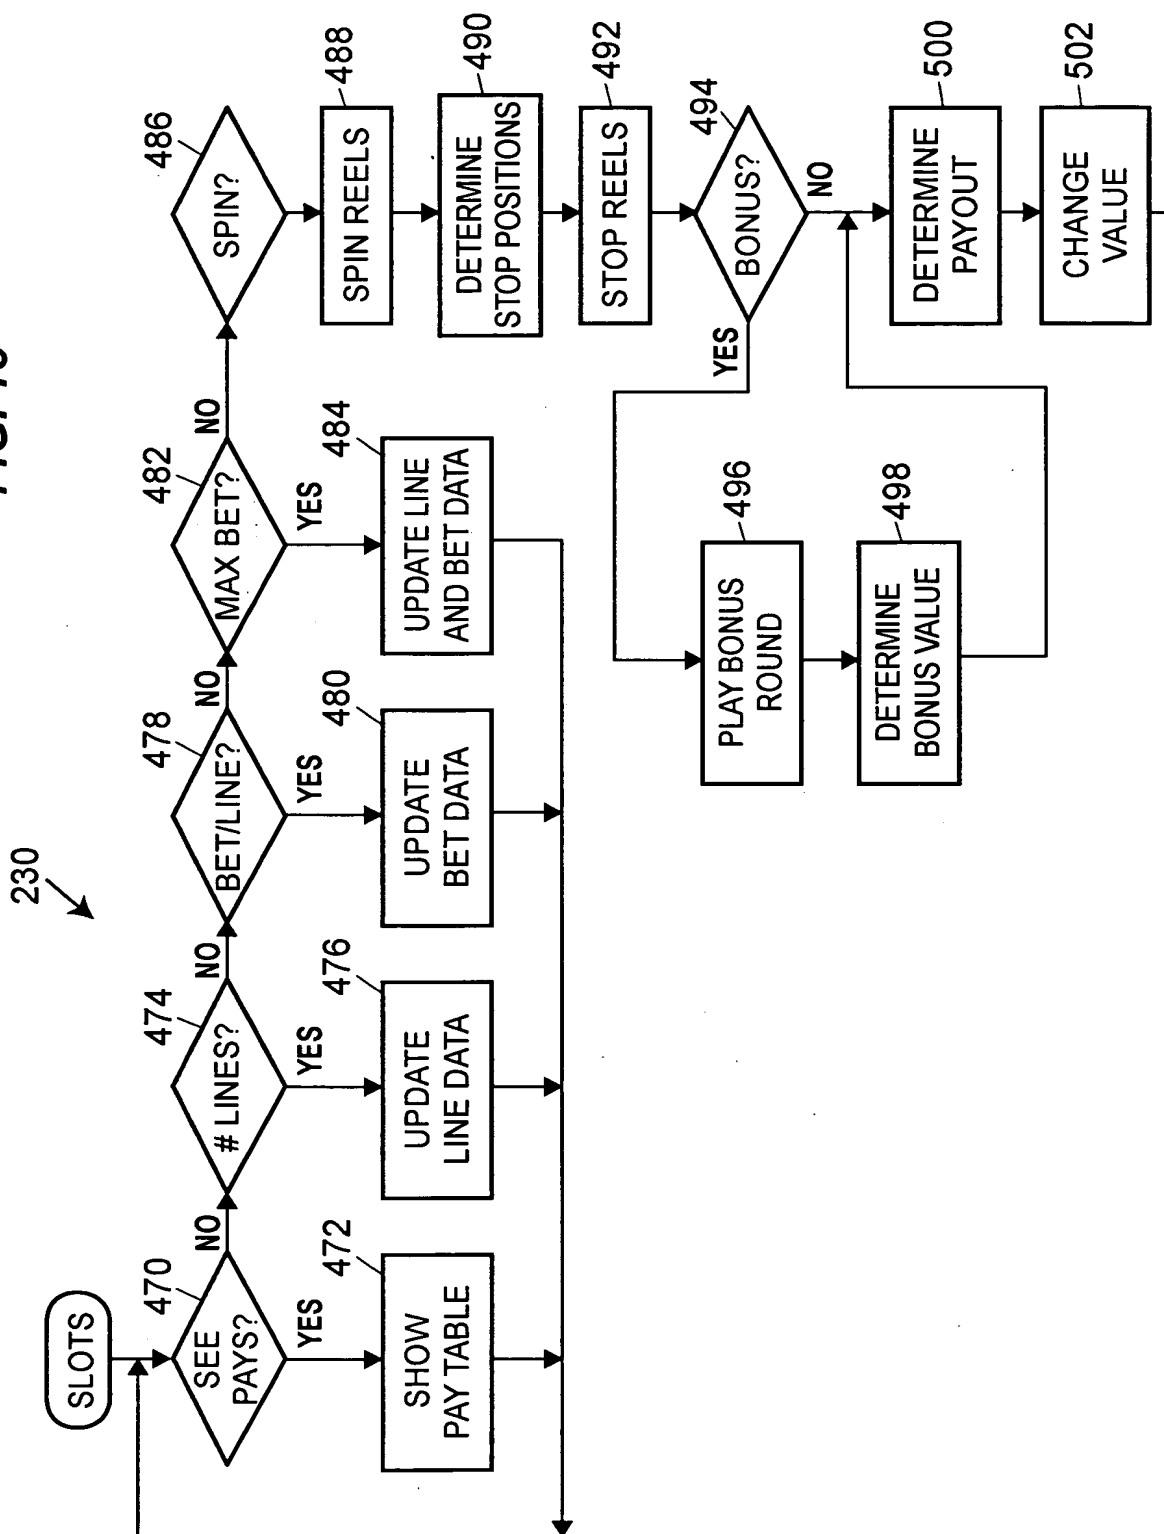 230
SLOTS
470
SEE
PAYS?
NO
YES
472
SHOW
PAY TABLE
474
# LINES?
NO
YES
476
UPDATE
LINE DATA
478
BET/LINE?
NO
YES
480
UPDATE
BET DATA
482
MAX BET?
NO
YES
484
UPDATE LINE
AND BET DATA
486
SPIN?
488
SPIN REELS
490
DETERMINE
STOP POSITIONS
492
STOP REELS
494
BONUS?
YES
NO
496
PLAY BONUS
ROUND
498
DETERMINE
BONUS VALUE
500
DETERMINE
PAYOUT
502
CHANGE
VALUE